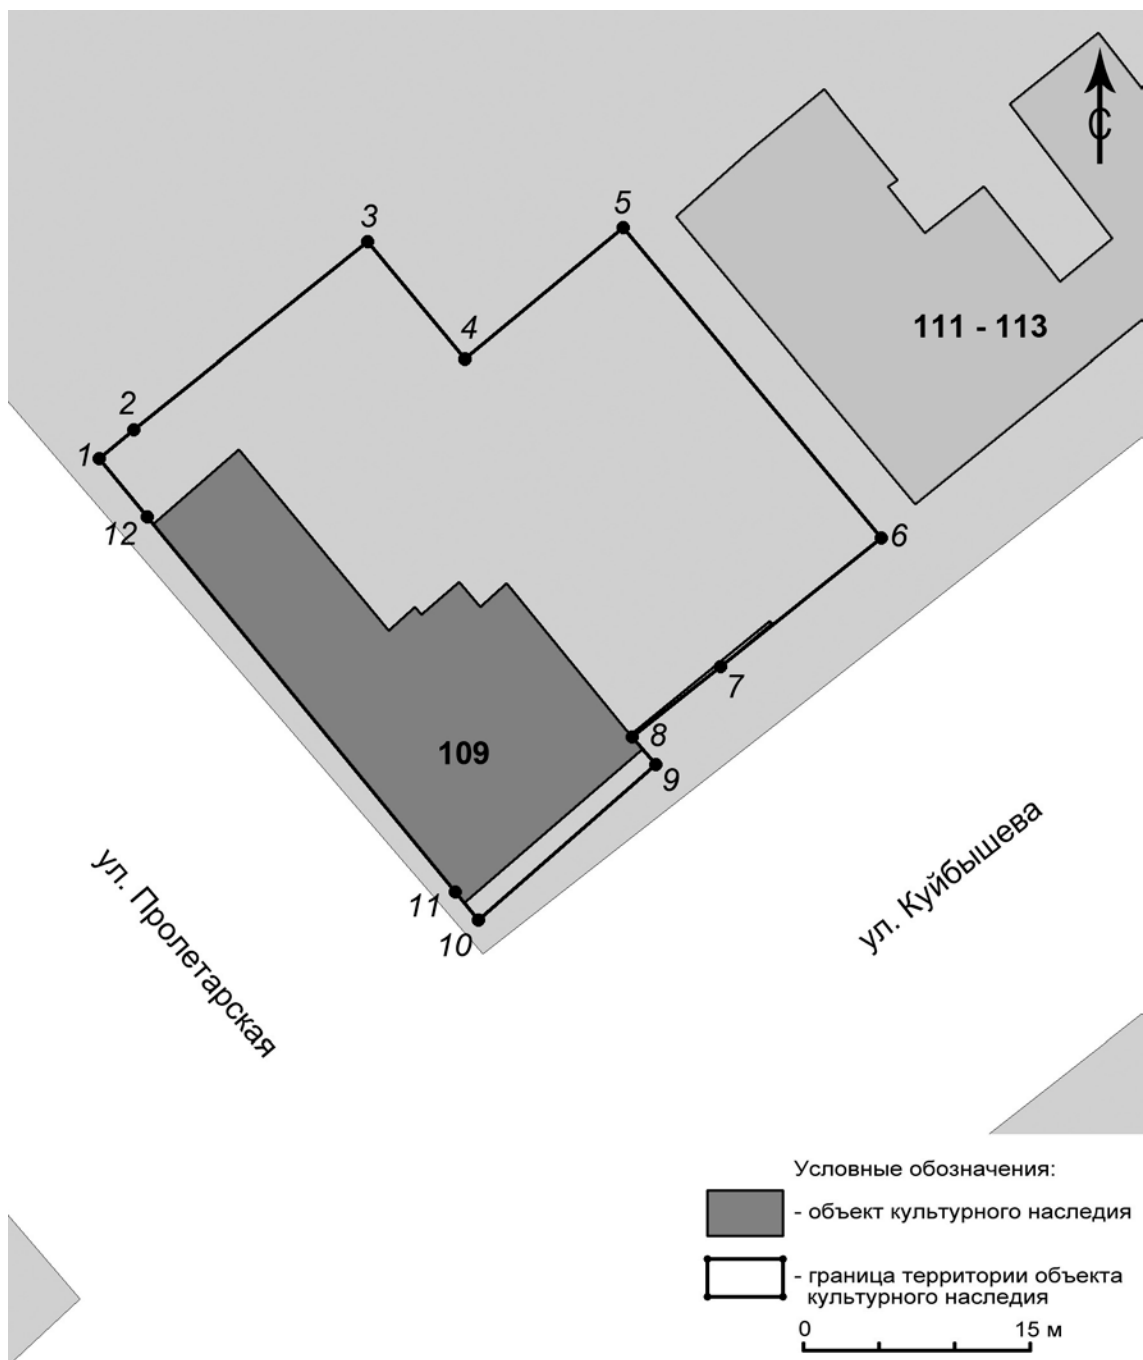 С
5
3
111 - 113
4
2
1
12
6
7
8
109
9
11
10
ул. Пролетарская
ул. Куйбышева
Условные обозначения:
- объект культурного наследия
- граница территории объекта
культурного наследия
0 15 м